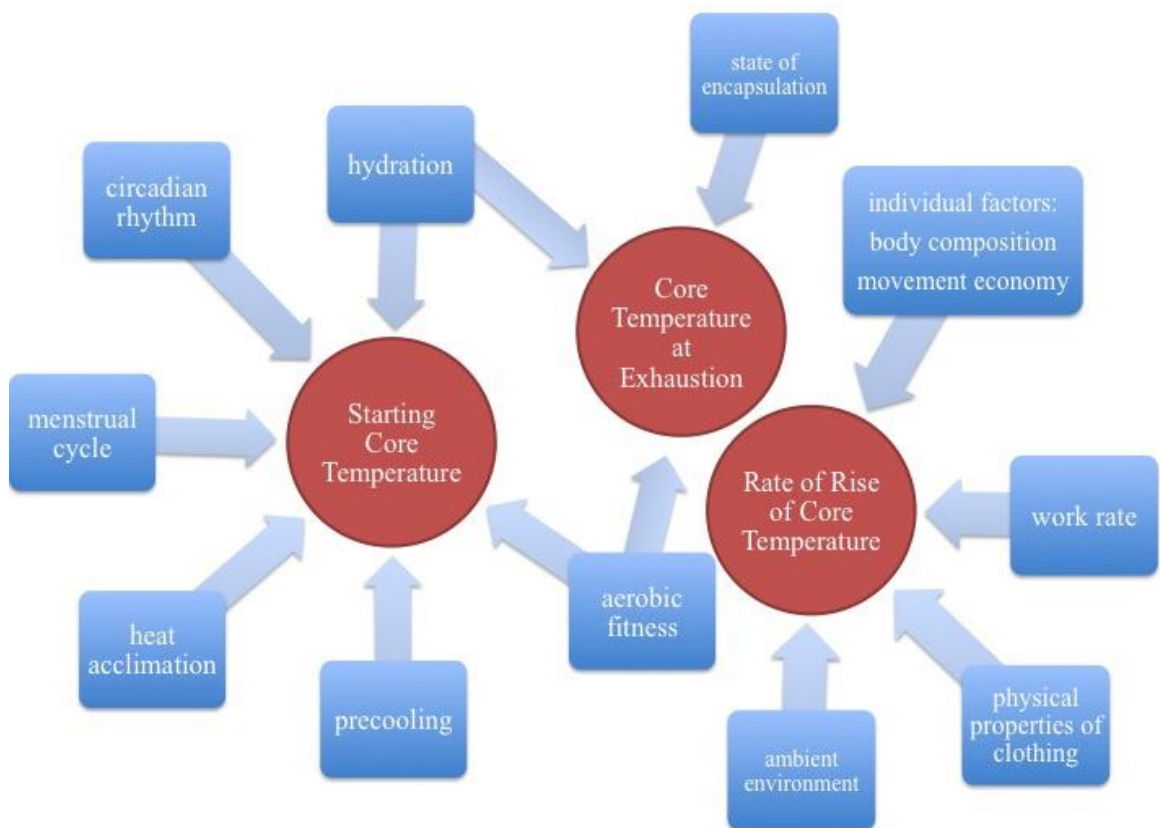 state of
encapsulation
hydration
circadian
rhythm
individual factors:
body composition
movement economy
Core
Temperature
at
Exhaustion
menstrual
cycle
Starting
Core
Temperature
Rate of Rise
of Core
Temperature
work rate
aerobic
fitness
heat
acclimation
precooling
physical
properties of
clothing
ambient
environment